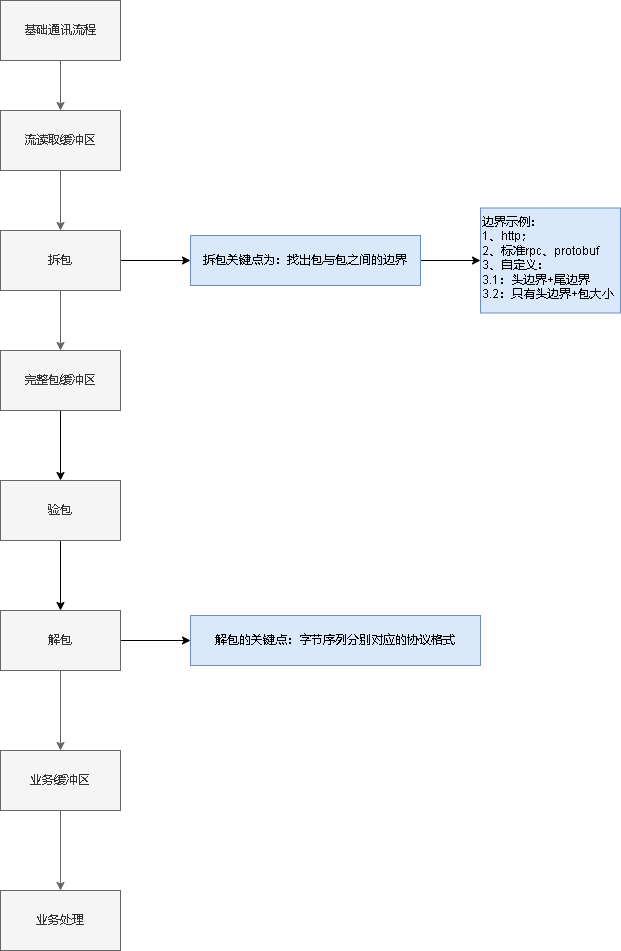 基础通讯流程
流读取缓冲区
拆包
拆包关键点为：找出包与包之间的边界
边界示例：
1、http；
2、标准rpc、protobuf
3、自定义：
3.1：头边界+尾边界
3.2：只有头边界+包大小
完整包缓冲区
验包
解包
解包的关键点：字节序列分别对应的协议格式
业务缓冲区
业务处理